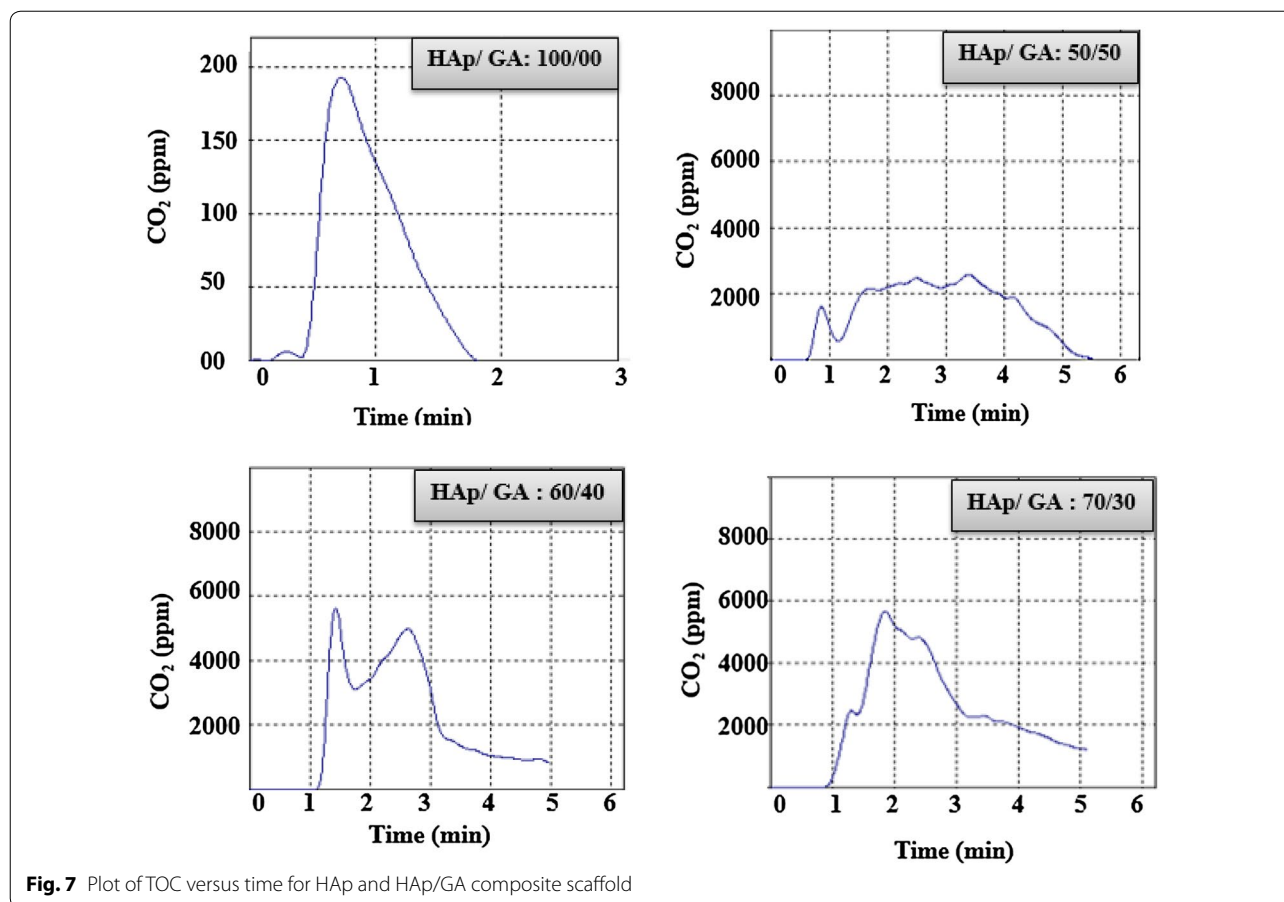 HAp/ GA: 100/00
200
150
100
50
00
CO₂ (ppm)
0 1 2 3
Time (min)
HAp/ GA: 50/50
8000
6000
4000
2000
CO₂ (ppm)
0 1 2 3 4 5 6
Time (min)
HAp/ GA : 60/40
8000
6000
4000
2000
CO₂ (ppm)
0 1 2 3 4 5 6
Time (min)
HAp/ GA : 70/30
8000
6000
4000
2000
CO₂ (ppm)
0 1 2 3 4 5 6
Time (min)
Fig. 7 Plot of TOC versus time for HAp and HAp/GA composite scaffold